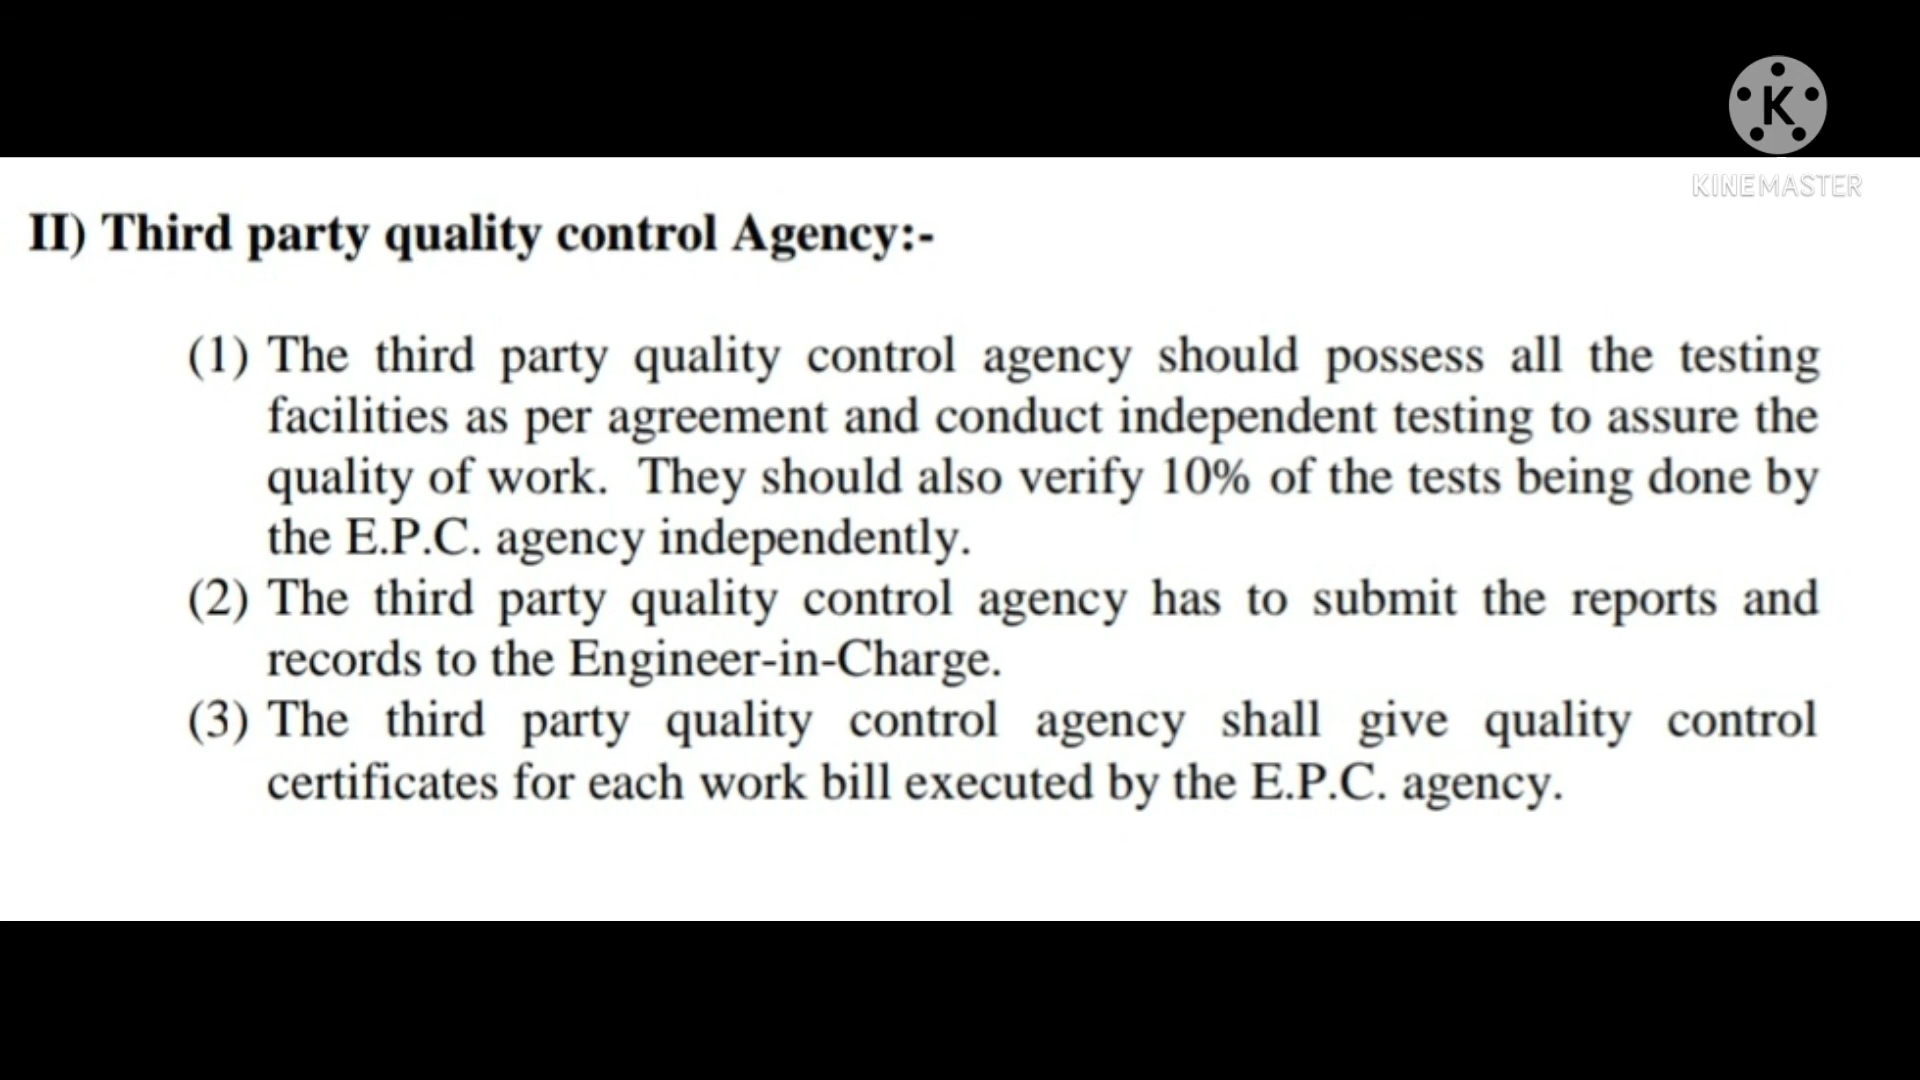 K
KINEMASTER
II) Third party quality control Agency:-
(1) The third party quality control agency should possess all the testing
facilities as per agreement and conduct independent testing to assure the
quality of work. They should also verify 10% of the tests being done by
the E.P.C. agency independently.
(2) The third party quality control agency has to submit the reports and
records to the Engineer-in-Charge.
(3) The third party quality control agency shall give quality control
certificates for each work bill executed by the E.P.C. agency.